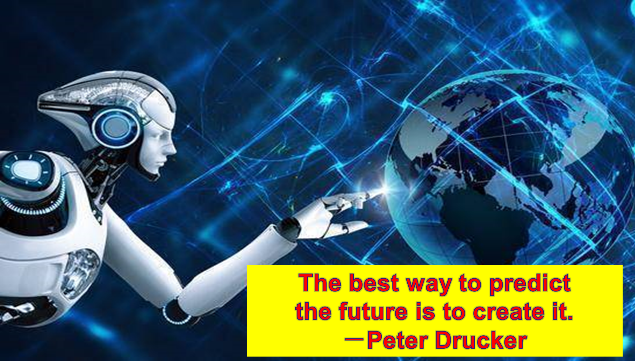 The best way to predict
the future is to create it.
—Peter Drucker